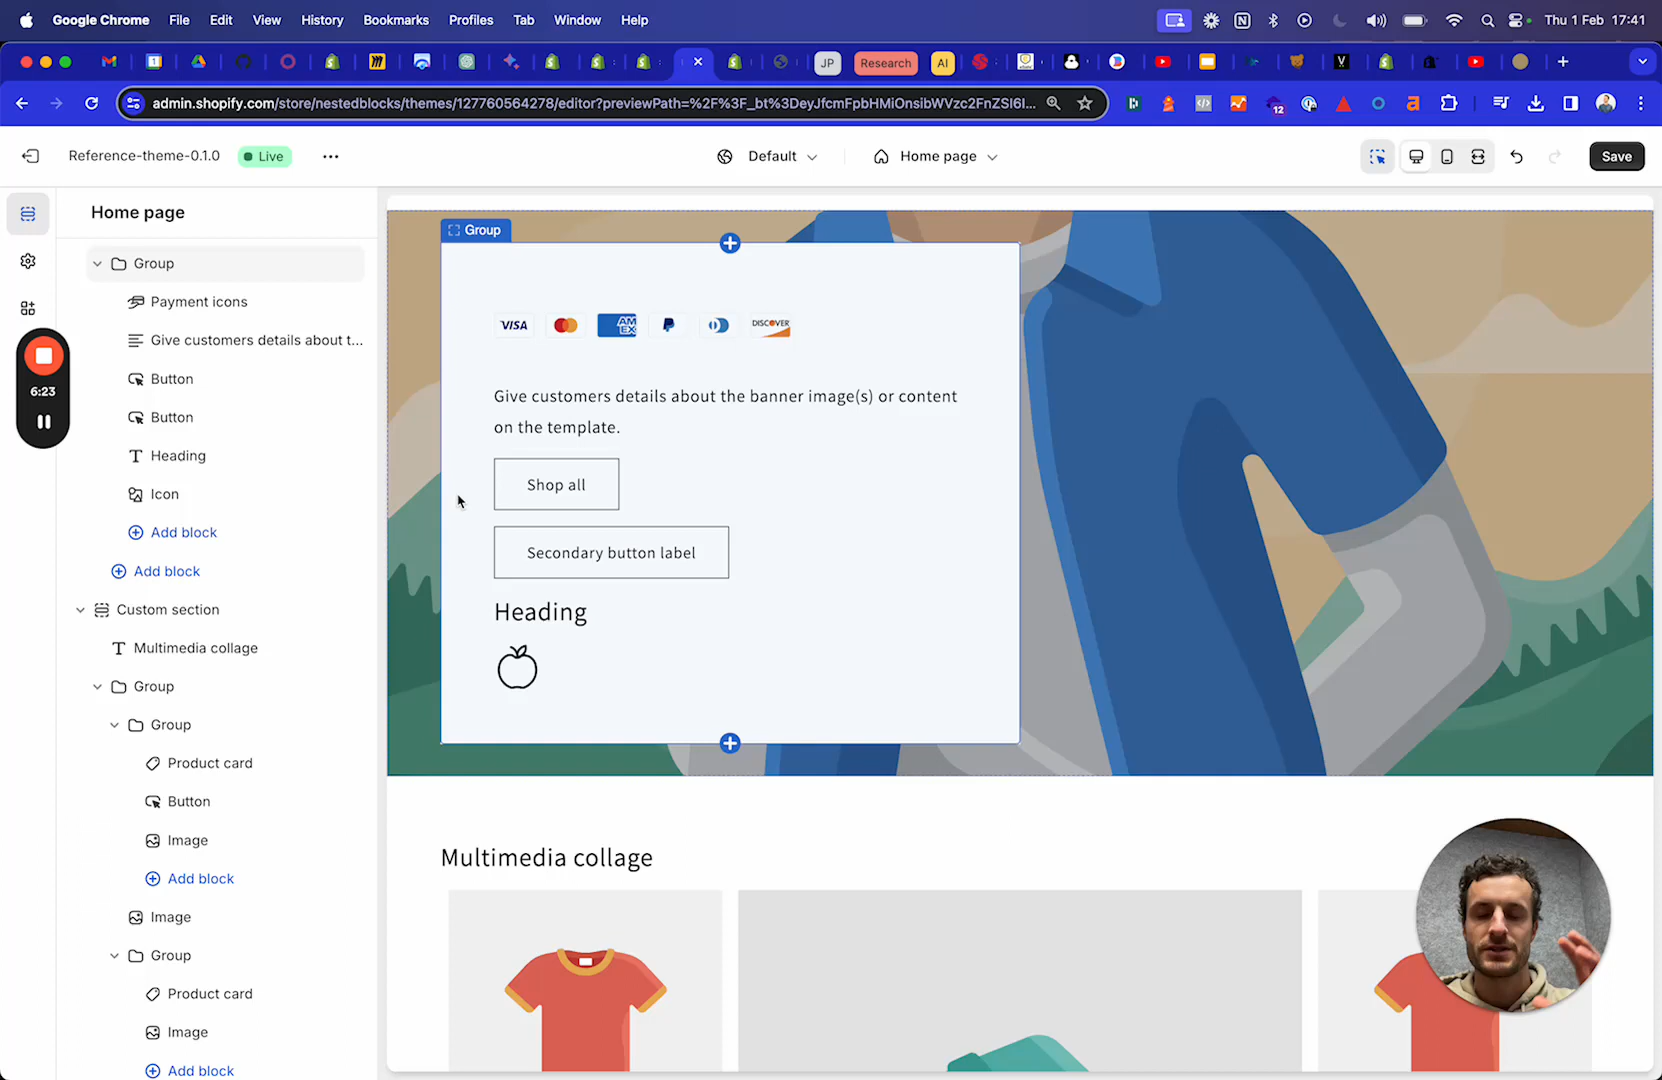 Google Chrome File Edit View History Bookmarks Profiles Tab Window Help Thu 1 Feb 17:41
JP Research AI V
admin.shopify.com/store/nestedblocks/themes/127760564278/editor?previewPath=%2F%3F_bt%3DeyJfcmFpbHMiOnsibWVzc2FnZSI6I... 12
Reference-theme-0.1.0 Live Default Home page Save
Home page
Group
Payment icons
Give customers details about t...
Button
Button
Heading
Icon
Add block
Add block
Custom section
Multimedia collage
Group
Group
Product card
Button
Image
Add block
Image
Group
Product card
Image
Add block
6:23
Group
VISA AM EX DISCOVER
Give customers details about the banner image(s) or content
on the template.
Shop all
Secondary button label
Heading
Multimedia collage